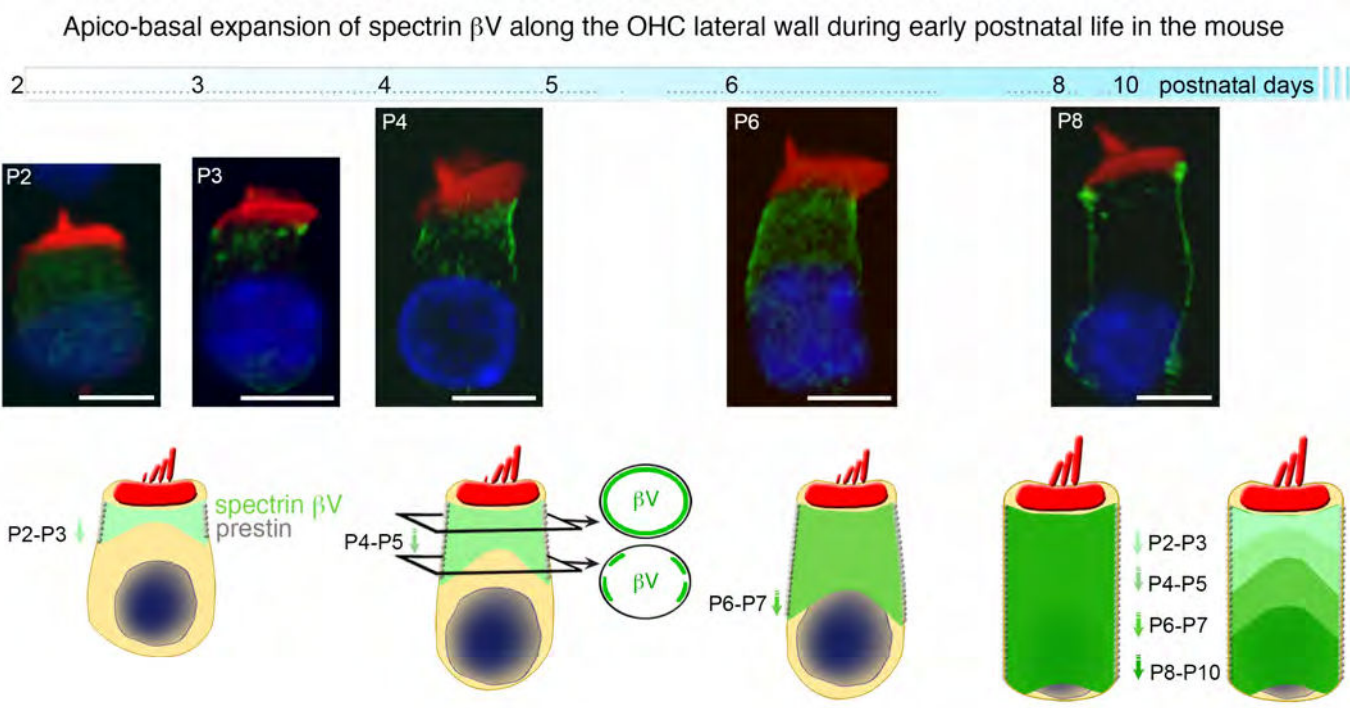 Apico-basal expansion of spectrin βV along the OHC lateral wall during early postnatal life in the mouse
2 3 4 5 6 8 10 postnatal days
P2
P3
P4
P6
P8
P2-P3
spectrin βV
prestin
P4-P5
βV
βV
P6-P7
P2-P3
P4-P5
P6-P7
P8-P10